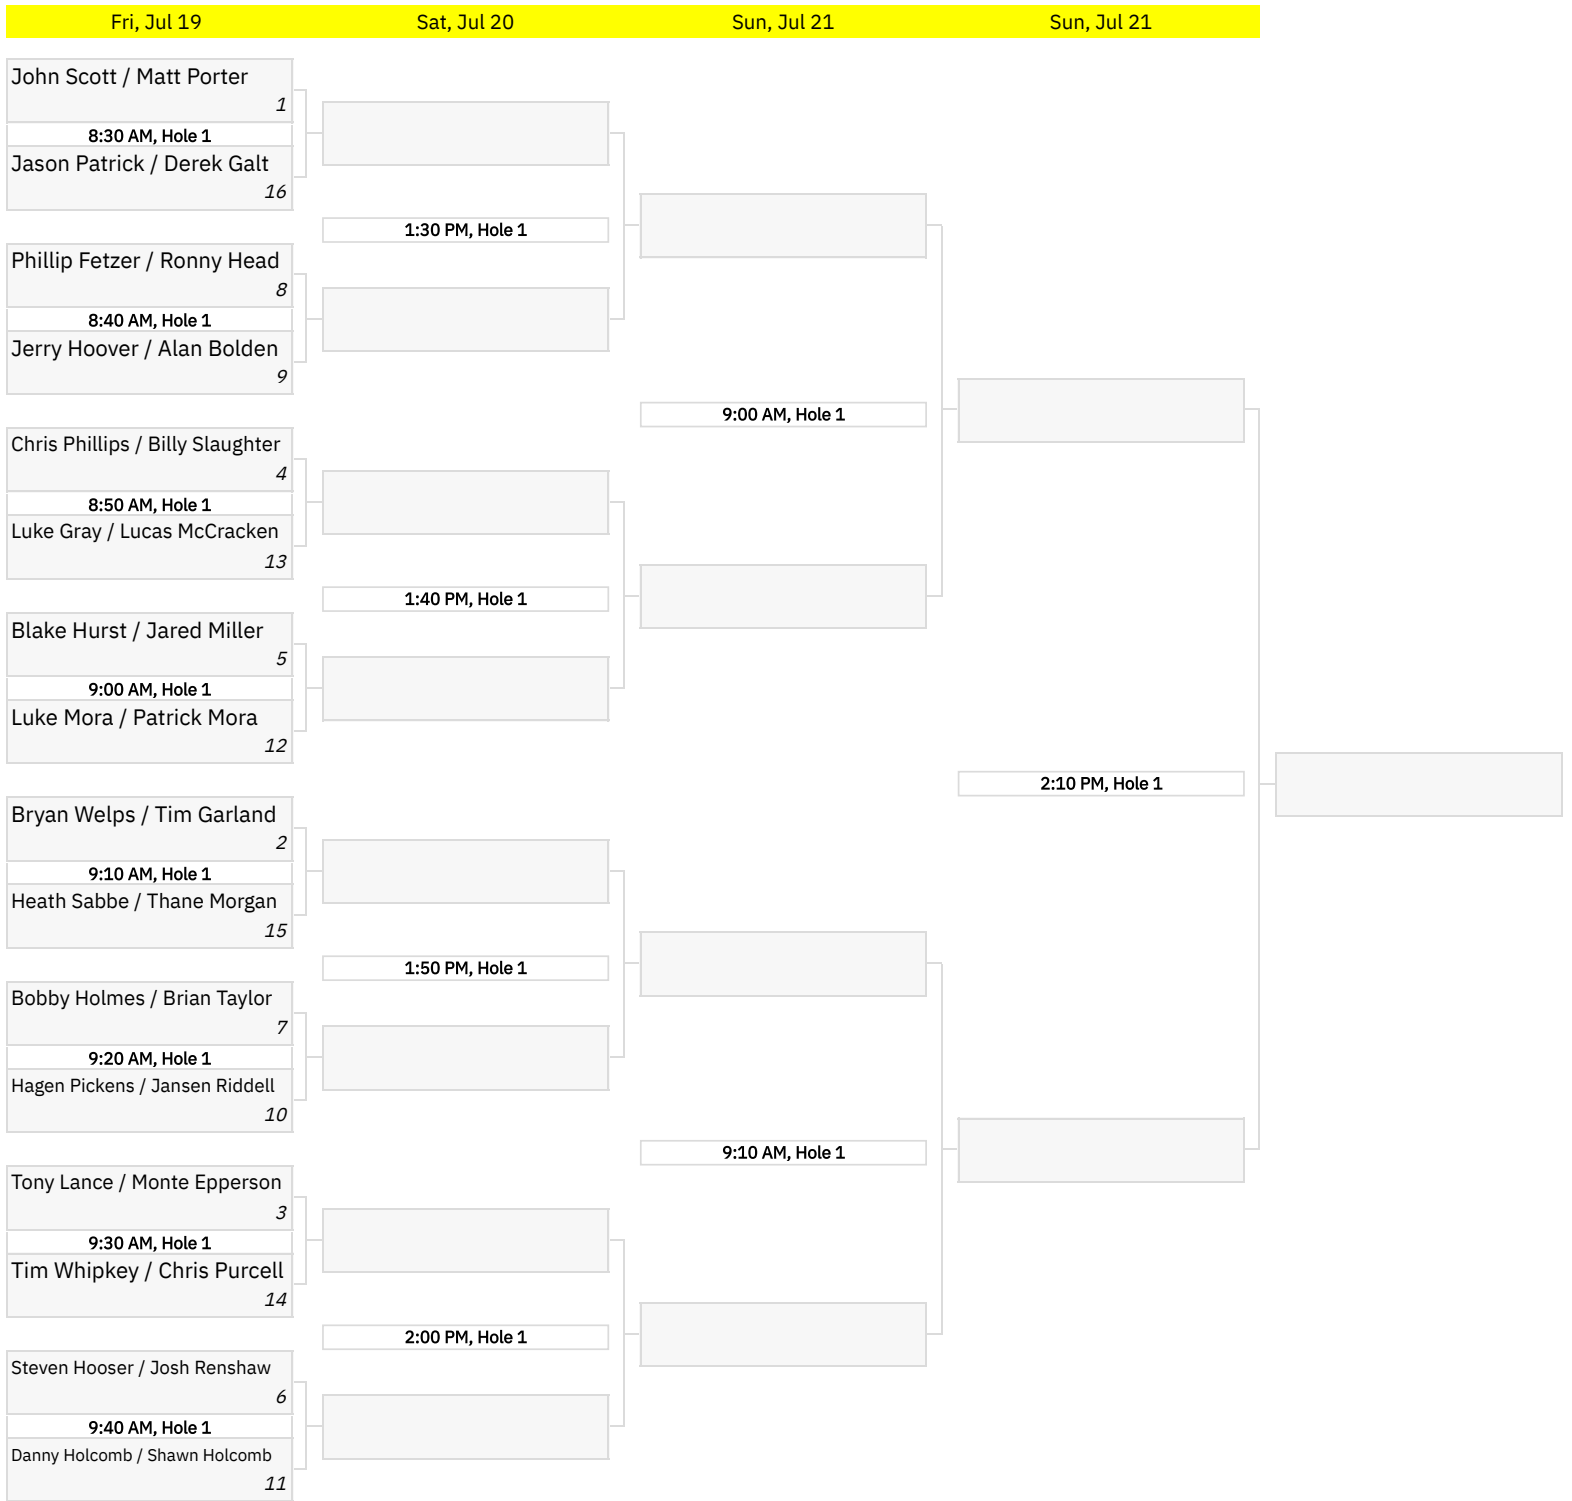 Fri, Jul 19
Sat, Jul 20
Sun, Jul 21
Sun, Jul 21
John Scott / Matt Porter
1
8:30 AM, Hole 1
Jason Patrick / Derek Galt
16
Phillip Fetzer / Ronny Head
8
8:40 AM, Hole 1
Jerry Hoover / Alan Bolden
9
Chris Phillips / Billy Slaughter
4
8:50 AM, Hole 1
Luke Gray / Lucas McCracken
13
Blake Hurst / Jared Miller
5
9:00 AM, Hole 1
Luke Mora / Patrick Mora
12
Bryan Welps / Tim Garland
2
9:10 AM, Hole 1
Heath Sabbe / Thane Morgan
15
Bobby Holmes / Brian Taylor
7
9:20 AM, Hole 1
Hagen Pickens / Jansen Riddell
10
Tony Lance / Monte Epperson
3
9:30 AM, Hole 1
Tim Whipkey / Chris Purcell
14
Steven Hooser / Josh Renshaw
6
9:40 AM, Hole 1
Danny Holcomb / Shawn Holcomb
11
1:30 PM, Hole 1
1:40 PM, Hole 1
1:50 PM, Hole 1
2:00 PM, Hole 1
9:00 AM, Hole 1
9:10 AM, Hole 1
2:10 PM, Hole 1